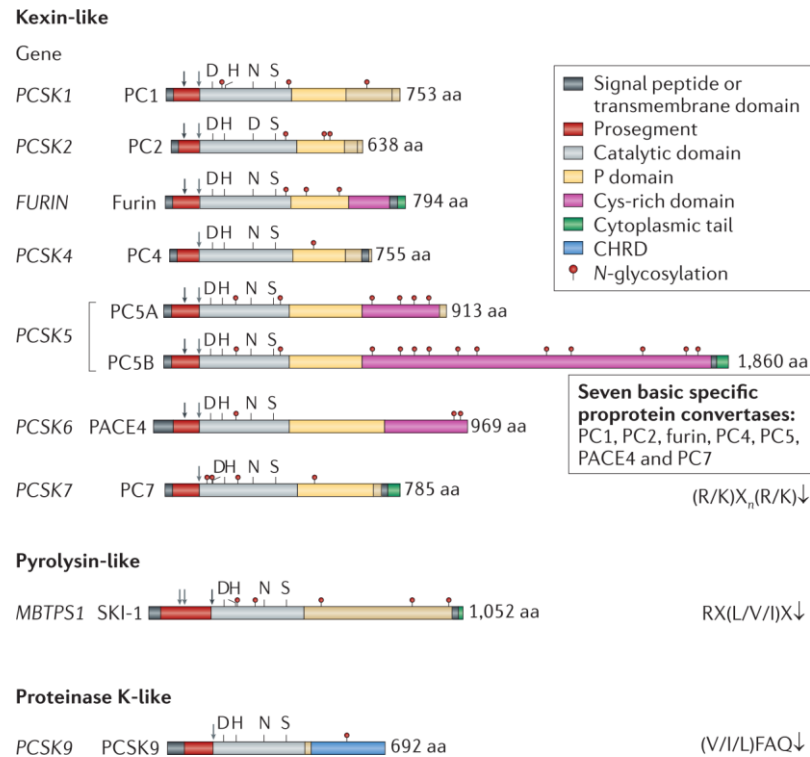 Kexin-like
Gene
D H N S
PCSK1 PC1 753 aa
DH D S
PCSK2 PC2 638 aa
DH N S
FURIN Furin 794 aa
DH N S
PCSK4 PC4 755 aa
DH N S
PC5A 913 aa
PCSK5
DH N S
PC5B 1,860 aa
DH N S
PCSK6 PACE4 969 aa
DH N S
PCSK7 PC7 785 aa
Signal peptide or
transmembrane domain
Prosegment
Catalytic domain
P domain
Cys-rich domain
Cytoplasmic tail
CHRD
N-glycosylation
Seven basic specific
proprotein convertases:
PC1, PC2, furin, PC4, PC5,
PACE4 and PC7
(R/K)Xn(R/K)↓
Pyrolysin-like
DH N S
MBTPS1 SKI-1 1,052 aa RX(L/V/I)X↓
Proteinase K-like
DH N S
PCSK9 PCSK9 692 aa (V/I/L)FAQ↓